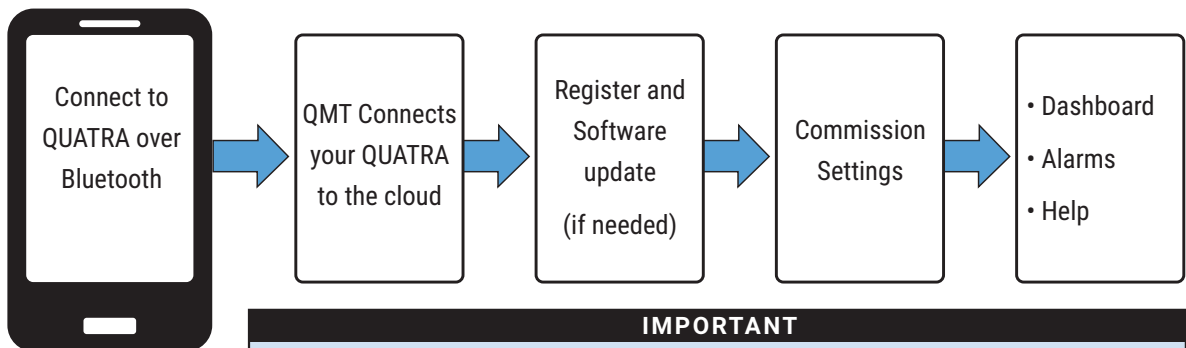 Connect to
QUATRA over
Bluetooth
QMT Connects
your QUATRA
to the cloud
Register and
Software
update
(if needed)
Commission
Settings
• Dashboard
• Alarms
• Help
IMPORTANT